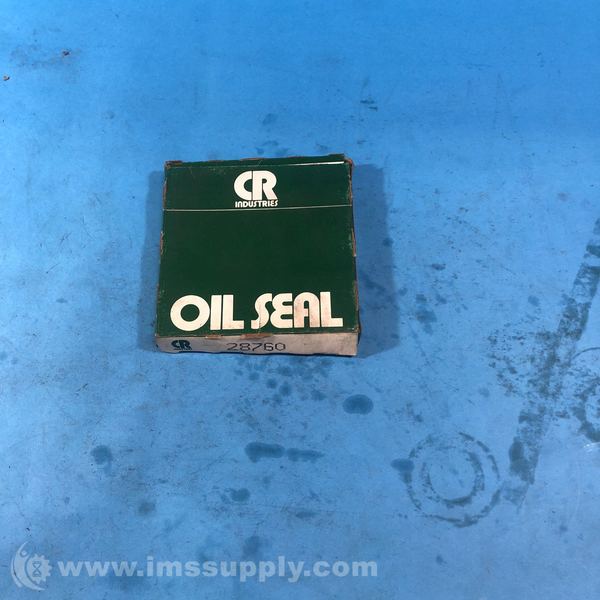 CR
INDUSTRIES
OIL SEAL
CR 28760
www.imssupply.com